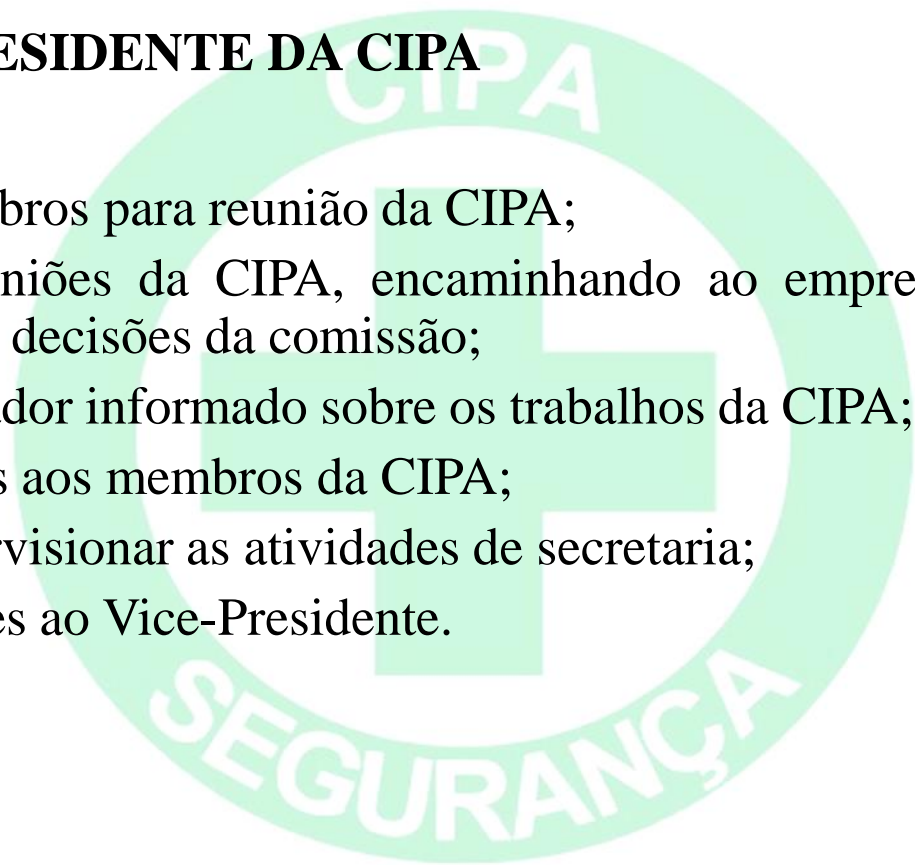 ESIDENTE DA CIPA
CIPA
bros para reunião da CIPA;
niões da CIPA, encaminhando ao empre
decisões da comissão;
dor informado sobre os trabalhos da CIPA;
s aos membros da CIPA;
rvisionar as atividades de secretaria;
es ao Vice-Presidente.
SEGURANÇA